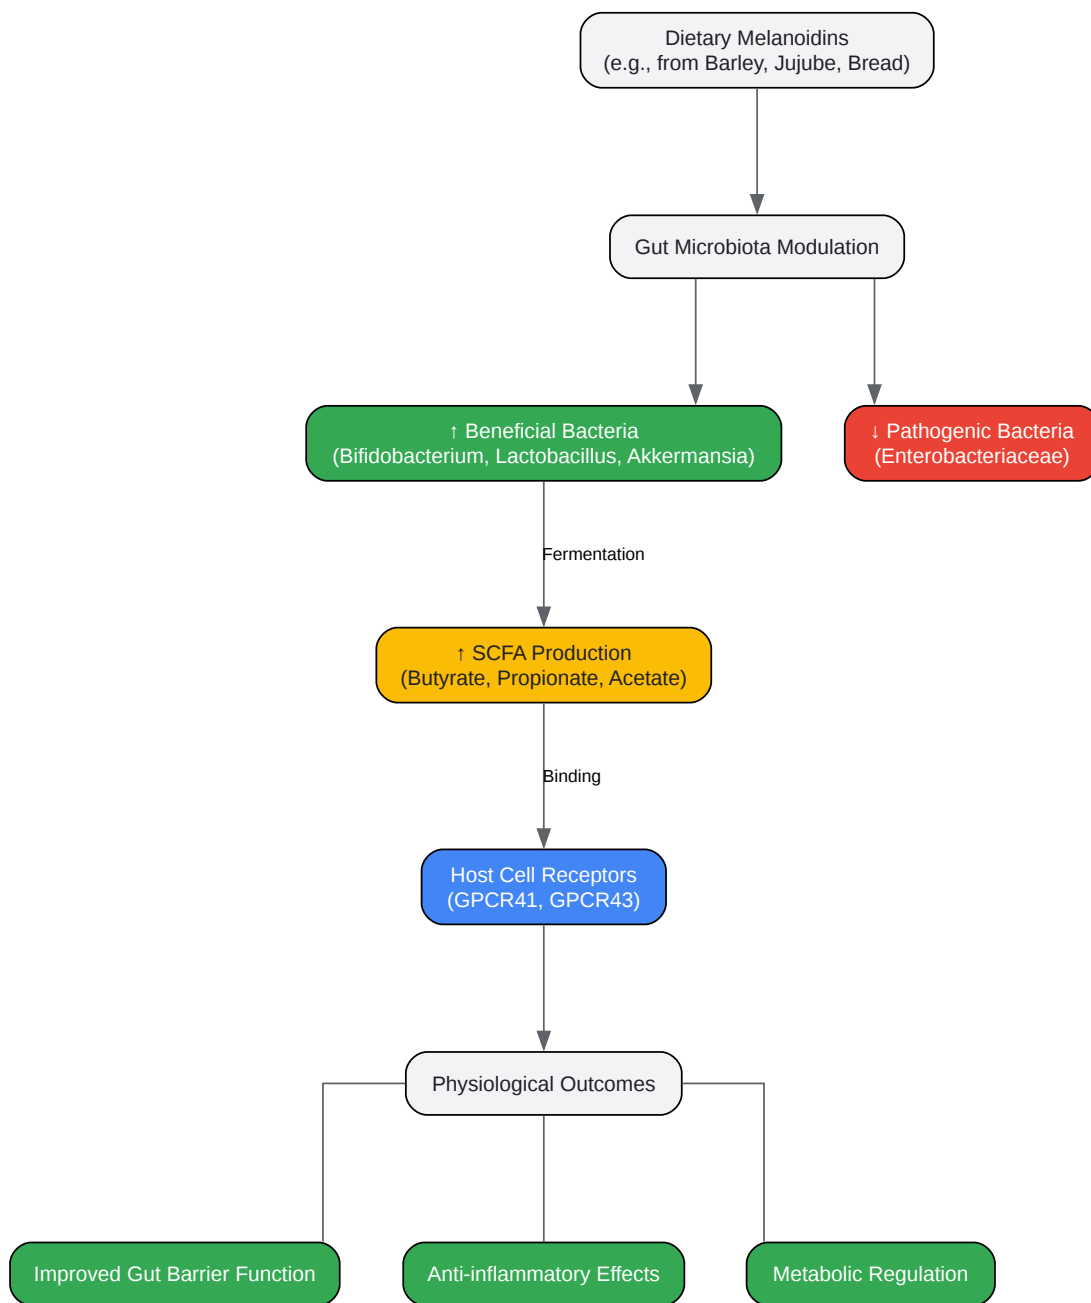 Dietary Melanoidins
(e.g., from Barley, Jujube, Bread)
Gut Microbiota Modulation
↑ Beneficial Bacteria
(Bifidobacterium, Lactobacillus, Akkermansia)
↓ Pathogenic Bacteria
(Enterobacteriaceae)
Fermentation
↑ SCFA Production
(Butyrate, Propionate, Acetate)
Binding
Host Cell Receptors
(GPCR41, GPCR43)
Physiological Outcomes
Improved Gut Barrier Function
Anti-inflammatory Effects
Metabolic Regulation